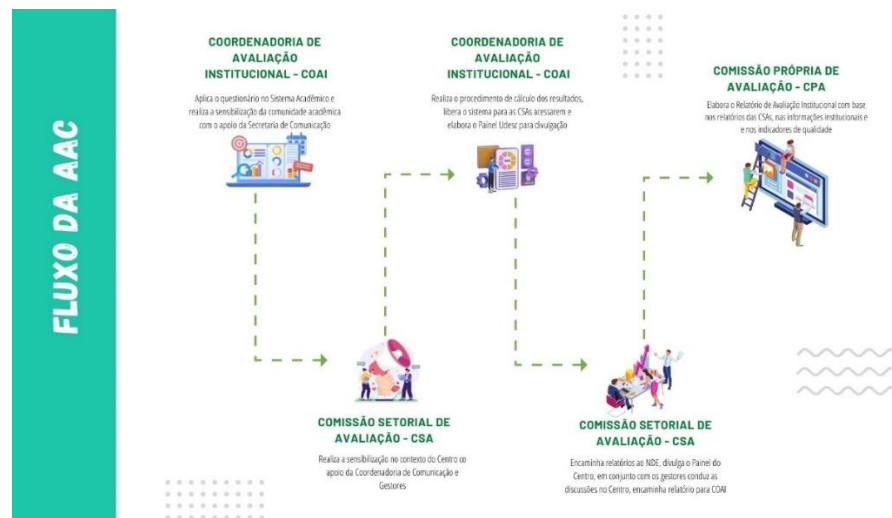 FLUXO DA AAC
COORDENADORIA DE
AVALIAÇÃO
INSTITUCIONAL - COAI
Aplica o questionário no Sistema Acadêmico e
realiza a sensibilização da comunidade acadêmica
com o apoio da Secretaria de Comunicação
COMISSÃO SETORIAL DE
AVALIAÇÃO - CSA
Realiza a sensibilização no contexto do Centro co
apoio da Coordenadoria de Comunicação e
Gestores
COORDENADORIA DE
AVALIAÇÃO
INSTITUCIONAL - COAI
Realiza o procedimento de cálculo dos resultados,
libera o sistema para as CSAs acessarem e
elabora o Painel Udesc para divulgação
COMISSÃO SETORIAL DE
AVALIAÇÃO - CSA
Encaminha relatórios ao NDE, divulga o Painel do
Centro, em conjunto com os gestores conduz as
discussões no Centro, encaminha relatório para COAI
COMISSÃO PRÓPRIA DE
AVALIAÇÃO - CPA
Elabora o Relatório de Avaliação Institucional com base
nos relatórios das CSAs, nas informações institucionais e
e nos indicadores de qualidade